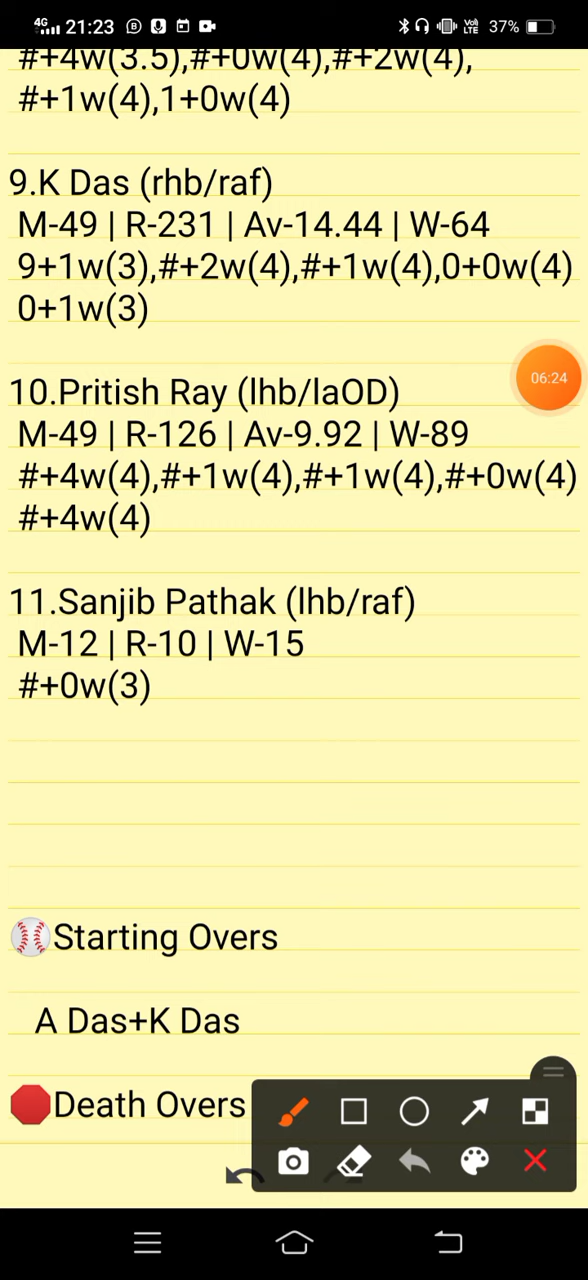 4G 21:23 Vol LTE 37%
#+4w(3.5),#+0w(4),#+2w(4),
#+1w(4),1+0w(4)
9.K Das (rhb/raf)
M-49 | R-231 | Av-14.44 | W-64
9+1w(3),#+2w(4),#+1w(4),0+0w(4)
0+1w(3)
06:24
10.Pritish Ray (lhb/laOD)
M-49 | R-126 | Av-9.92 | W-89
#+4w(4),#+1w(4),#+1w(4),#+0w(4)
#+4w(4)
11.Sanjib Pathak (lhb/raf)
M-12 | R-10 | W-15
#+0w(3)
Starting Overs
A Das+K Das
Death Overs